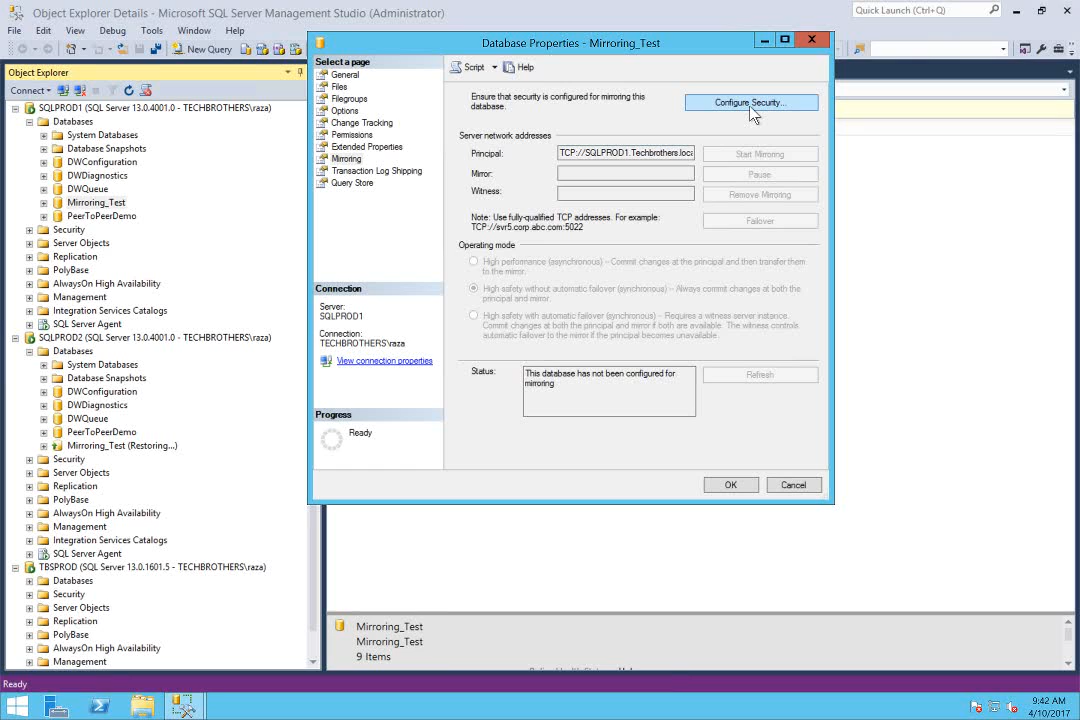 Object Explorer Details - Microsoft SQL Server Management Studio (Administrator)
Quick Launch (Ctrl+Q)
File Edit View Debug Tools Window Help
New Query
Object Explorer
Connect
SQLPROD1 (SQL Server 13.0.4001.0 - TECHBROTHERS\raza)
Databases
System Databases
Database Snapshots
DWConfiguration
DWDiagnostics
DWQueue
Mirroring_Test
PeerToPeerDemo
Security
Server Objects
Replication
PolyBase
AlwaysOn High Availability
Management
Integration Services Catalogs
SQL Server Agent
SQLPROD2 (SQL Server 13.0.4001.0 - TECHBROTHERS\raza)
Databases
System Databases
Database Snapshots
DWConfiguration
DWDiagnostics
DWQueue
PeerToPeerDemo
Mirroring_Test (Restoring...)
Security
Server Objects
Replication
PolyBase
AlwaysOn High Availability
Management
Integration Services Catalogs
SQL Server Agent
TBSPROD (SQL Server 13.0.1601.5 - TECHBROTHERS\raza)
Databases
Security
Server Objects
Replication
PolyBase
AlwaysOn High Availability
Management
Database Properties - Mirroring_Test
Select a page
General
Files
Filegroups
Options
Change Tracking
Permissions
Extended Properties
Mirroring
Transaction Log Shipping
Query Store
Connection
Server:
SQLPROD1
Connection:
TECHBROTHERS\raza
View connection properties
Progress
Ready
Script Help
Ensure that security is configured for mirroring this
database.
Configure Security...
Server network addresses
Principal: TCP://SQLPROD1.Techbrothers.loca Start Mirroring
Mirror: Pause
Witness: Remove Mirroring
Note: Use fully-qualified TCP addresses. For example:
TCP://svr5.corp.abc.com:5022
Failover
Operating mode
High performance (asynchronous) – Commit changes at the principal and then transfer them
to the mirror.
High safety without automatic failover (synchronous) – Always commit changes at both the
principal and mirror.
High safety with automatic failover (synchronous) – Requires a witness server instance.
Commit changes at both the principal and mirror if both are available. The witness controls
automatic failover to the mirror if the principal becomes unavailable.
Status: This database has not been configured for
mirroring
Refresh
OK Cancel
Mirroring_Test
Mirroring_Test
9 Items
Ready
9:42 AM
4/10/2017